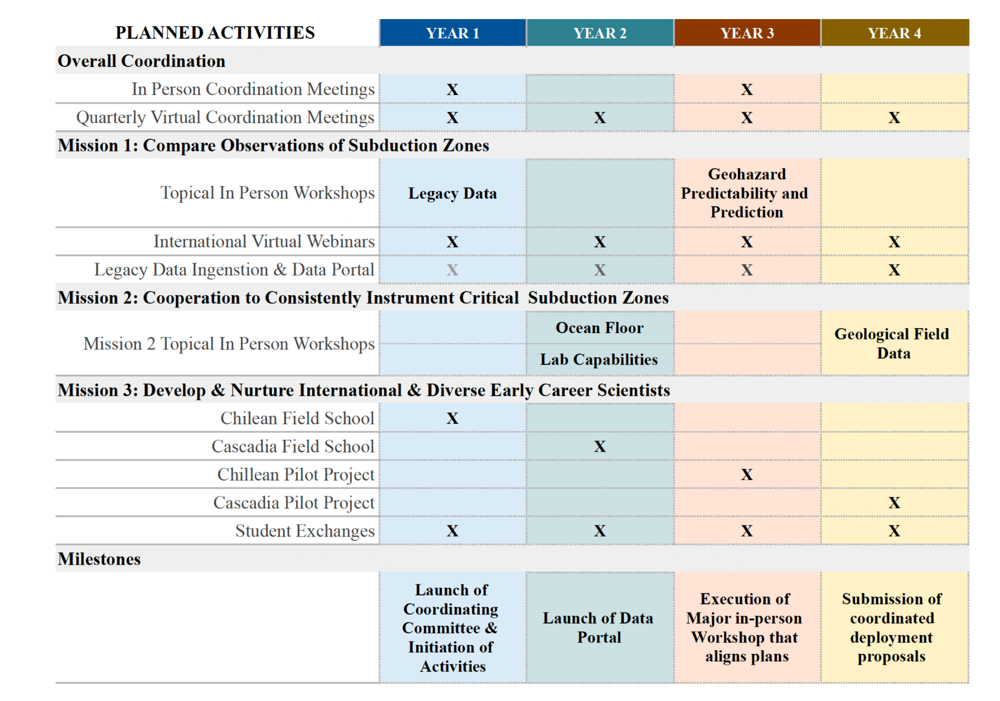 PLANNED ACTIVITIES YEAR 1 YEAR 2 YEAR 3 YEAR 4
Overall Coordination
In Person Coordination Meetings X X
Quarterly Virtual Coordination Meetings X X X X
Mission 1: Compare Observations of Subduction Zones
Topical In Person Workshops
Legacy Data
Geohazard
Predictability and
Prediction
International Virtual Webinars X X X X
Legacy Data Ingenstion & Data Portal X X X X
Mission 2: Cooperation to Consistently Instrument Critical Subduction Zones
Mission 2 Topical In Person Workshops
Ocean Floor
Lab Capabilities
Geological Field
Data
Mission 3: Develop & Nurture International & Diverse Early Career Scientists
Chilean Field School X
Cascadia Field School X
Chillean Pilot Project X
Cascadia Pilot Project X
Student Exchanges X X X X
Milestones
Launch of
Coordinating
Committee &
Initiation of
Activities
Launch of Data
Portal
Execution of
Major in-person
Workshop that
aligns plans
Submission of
coordinated
deployment
proposals